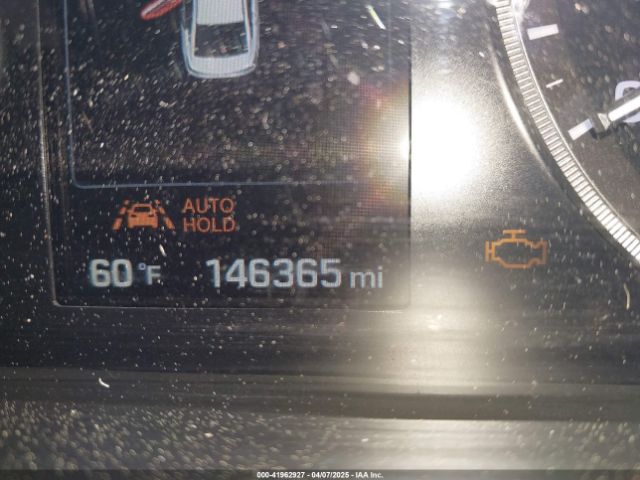 AUTO
HOLD
60°F 146365 mi
000-41962927 - 04/07/2025 - IAA Inc.